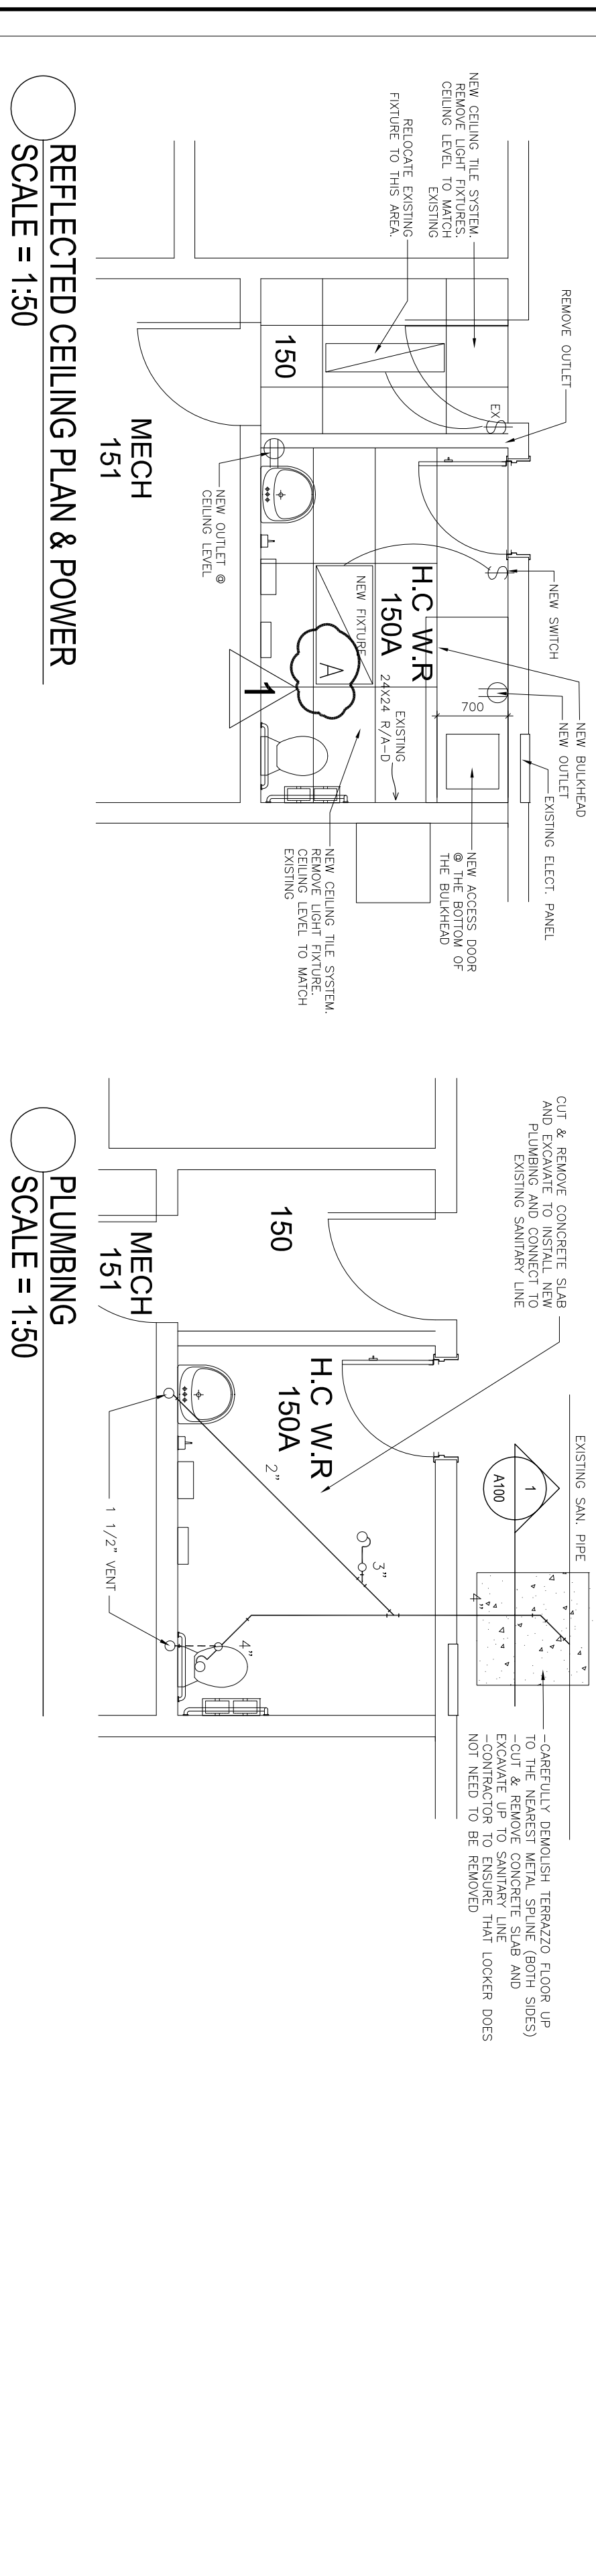 NEW CEILING TILE SYSTEM.
REMOVE LIGHT FIXTURES.
CEILING LEVEL TO MATCH
EXISTING
RELOCATE EXISTING
FIXTURE TO THIS AREA.
REMOVE OUTLET
EX
150
NEW SWITCH
NEW BULKHEAD
NEW OUTLET
EXISTING ELECT. PANEL
H.C W.R
150A
NEW FIXTURE
A
1
700
EXISTING
24X24 R/A-D
NEW ACCESS DOOR
@ THE BOTTOM OF
THE BULKHEAD
NEW OUTLET @
CEILING LEVEL
NEW CEILING TILE SYSTEM.
REMOVE LIGHT FIXTURE.
CEILING LEVEL TO MATCH
EXISTING
MECH
151
REFLECTED CEILING PLAN & POWER
SCALE = 1:50
CUT & REMOVE CONCRETE SLAB
AND EXCAVATE TO INSTALL NEW
PLUMBING AND CONNECT TO
EXISTING SANITARY LINE
EXISTING SAN. PIPE
1
A100
4"
-CAREFULLY DEMOLISH TERRAZZO FLOOR UP
TO THE NEAREST METAL SPLINE (BOTH SIDES)
-CUT & REMOVE CONCRETE SLAB AND
EXCAVATE UP TO SANITARY LINE
-CONTRACTOR TO ENSURE THAT LOCKER DOES
NOT NEED TO BE REMOVED
150
H.C W.R
150A
2"
3"
4"
MECH
151
1 1/2" VENT
PLUMBING
SCALE = 1:50